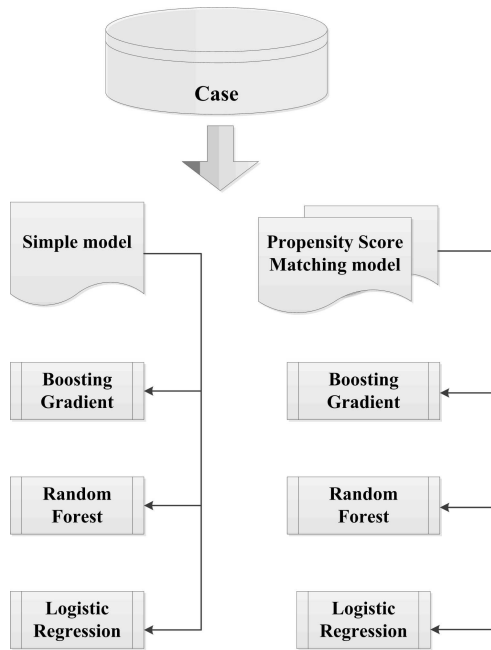 Case
Simple model
Propensity Score
Matching model
Boosting
Gradient
Boosting
Gradient
Random
Forest
Random
Forest
Logistic
Regression
Logistic
Regression